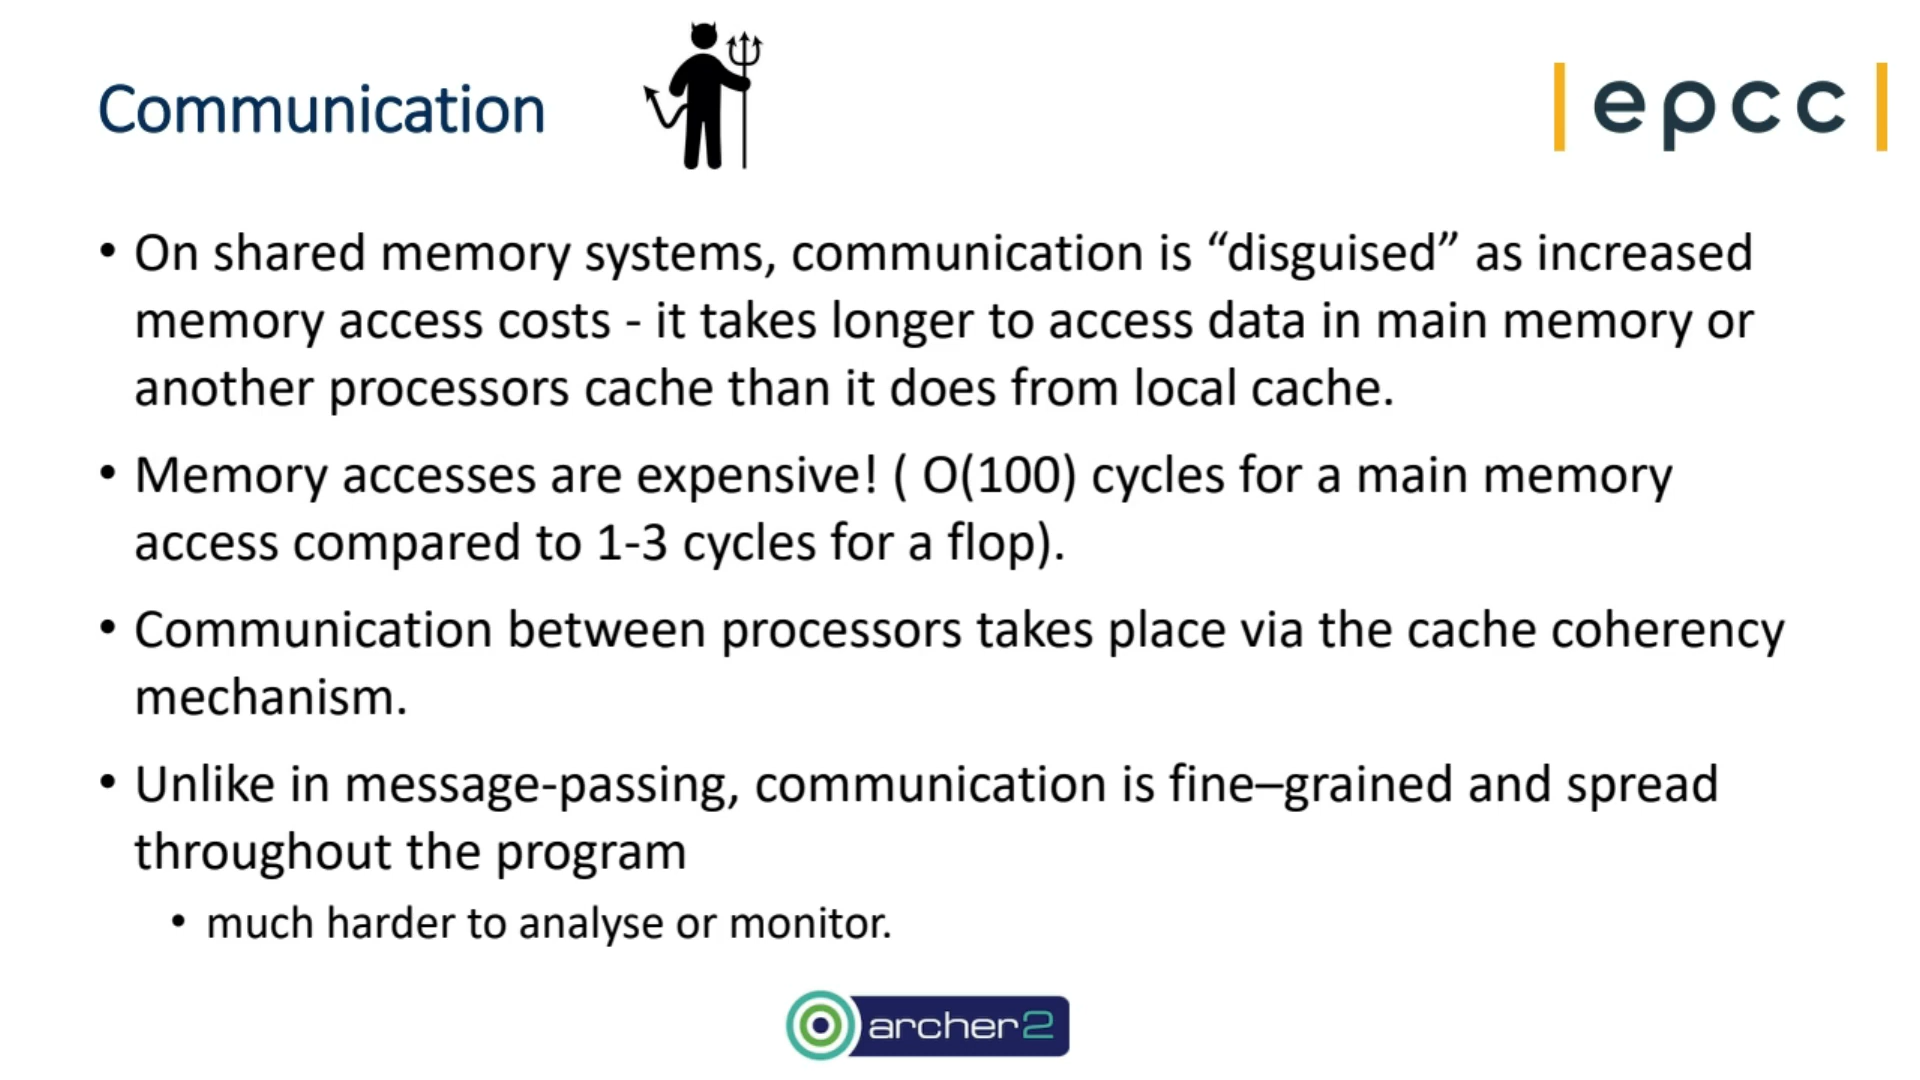 Communication
|epcc|
• On shared memory systems, communication is “disguised” as increased
memory access costs - it takes longer to access data in main memory or
another processors cache than it does from local cache.
• Memory accesses are expensive! ( O(100) cycles for a main memory
access compared to 1-3 cycles for a flop).
• Communication between processors takes place via the cache coherency
mechanism.
• Unlike in message-passing, communication is fine–grained and spread
throughout the program
• much harder to analyse or monitor.
archer2